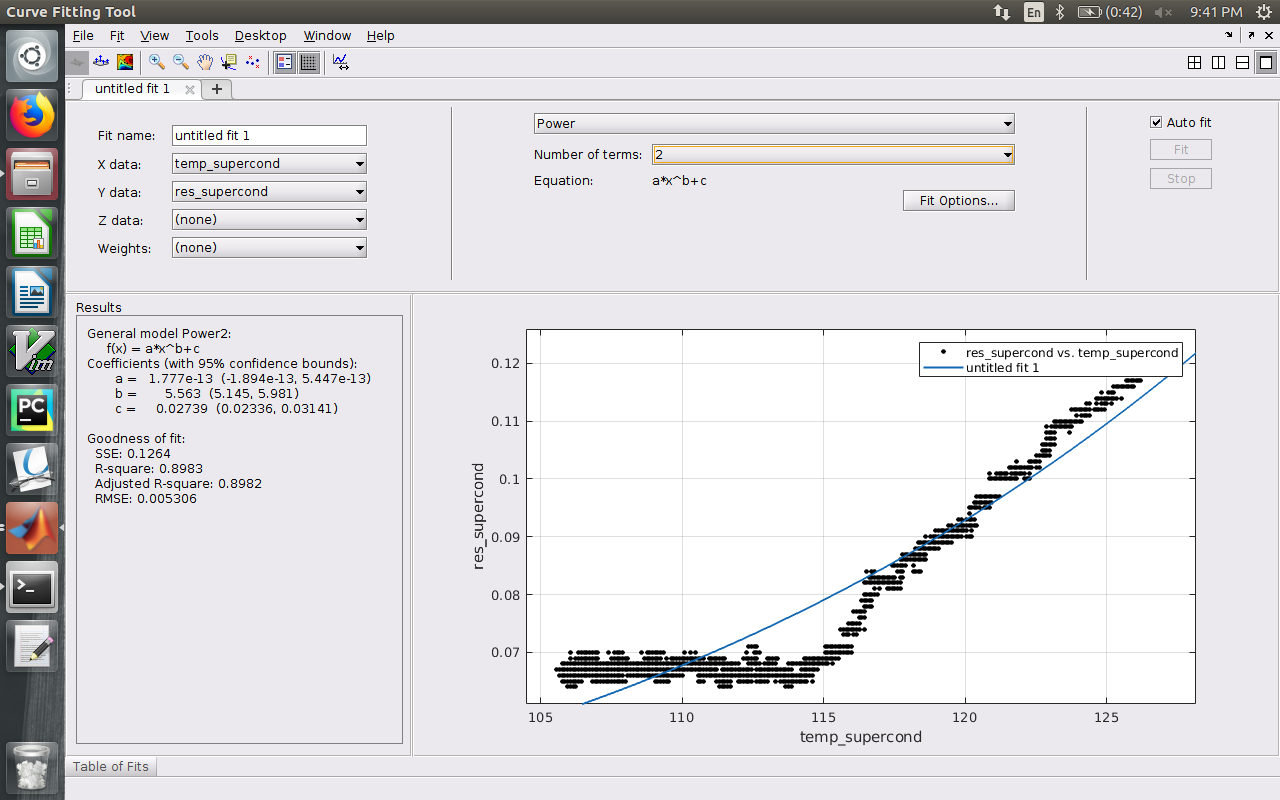 Curve Fitting Tool
En
(0:42)
9:41 PM
File Fit View Tools Desktop Window Help
untitled fit 1
+
Fit name: untitled fit 1
X data: temp_supercond
Y data: res_supercond
Z data: (none)
Weights: (none)
Power
Number of terms: 2
Equation: a*x^b+c
Fit Options...
Auto fit
Fit
Stop
Results
General model Power2:
f(x) = a*x^b+c
Coefficients (with 95% confidence bounds):
a = 1.777e-13 (-1.894e-13, 5.447e-13)
b = 5.563 (5.145, 5.981)
c = 0.02739 (0.02336, 0.03141)
Goodness of fit:
SSE: 0.1264
R-square: 0.8983
Adjusted R-square: 0.8982
RMSE: 0.005306
res_supercond vs. temp_supercond
untitled fit 1
0.12
0.11
0.1
0.09
0.08
0.07
res_supercond
105 110 115 120 125
temp_supercond
Table of Fits
Vim
PC
>_